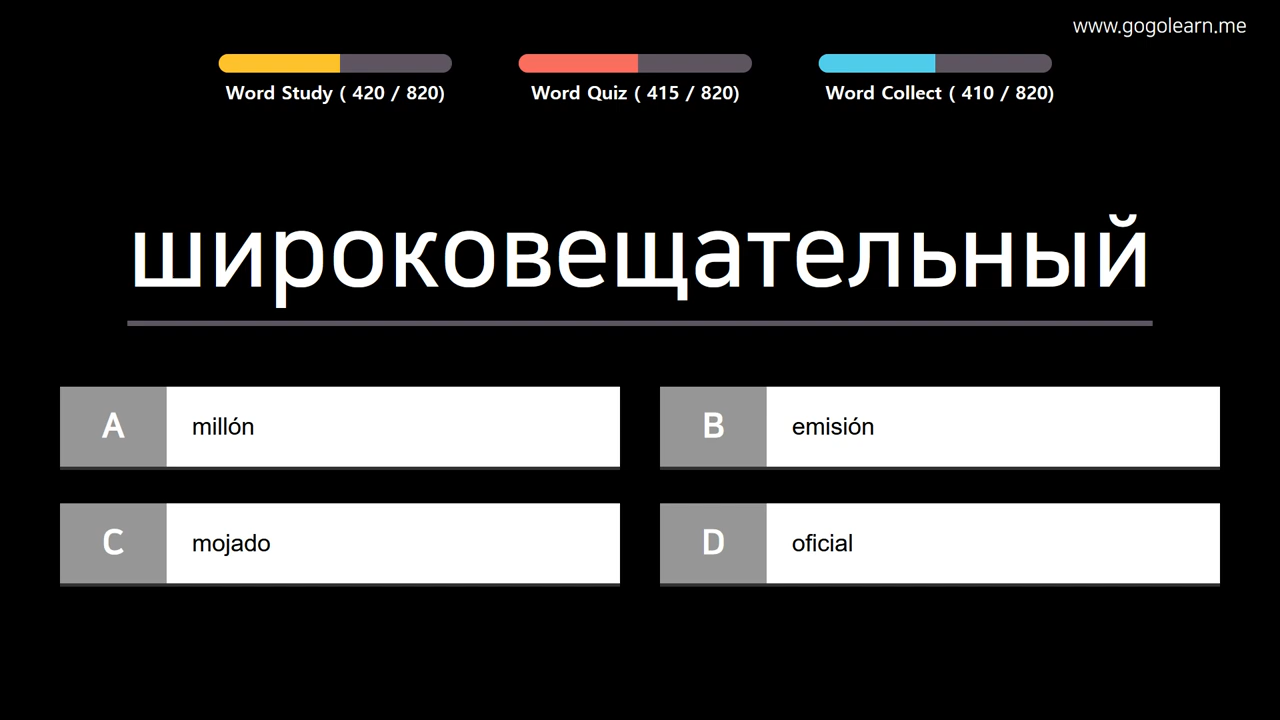 www.gogolearn.me
Word Study ( 420 / 820)
Word Quiz ( 415 / 820)
Word Collect ( 410 / 820)
широковещательный
A millón
B emisión
C mojado
D oficial